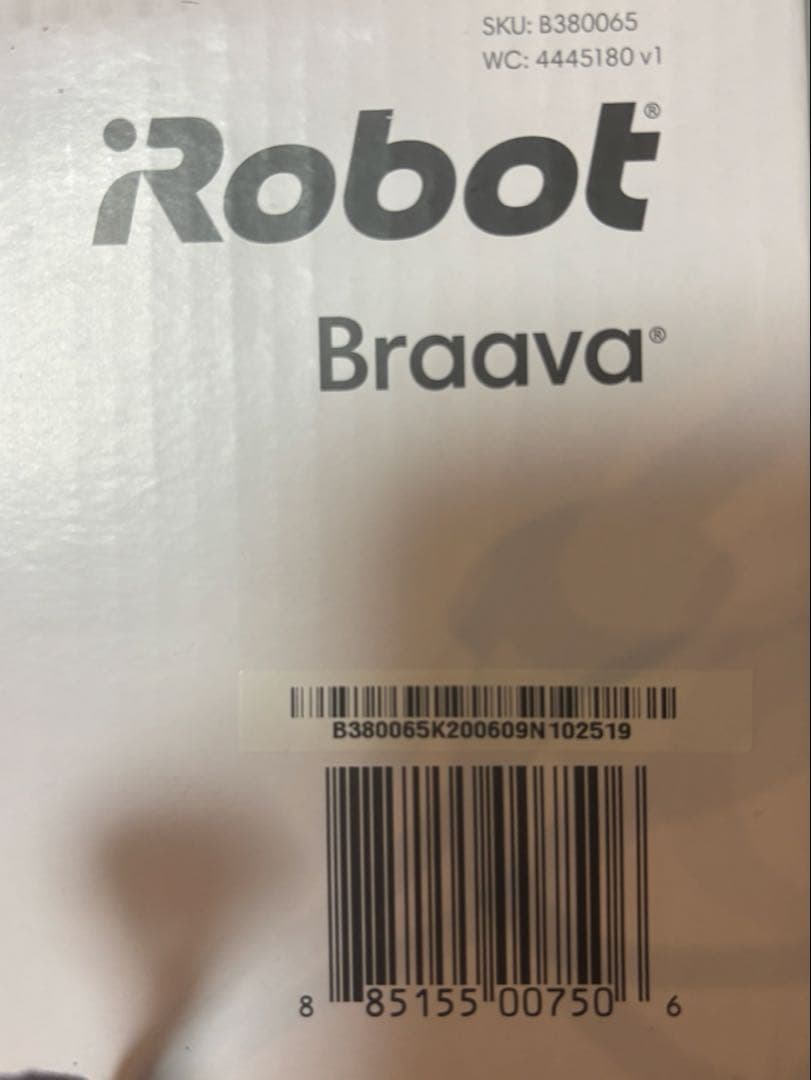 SKU: B380065
WC: 4445180 v1
iRobot®
Braava®
B380065K200609N102519
8 85155 00750 6